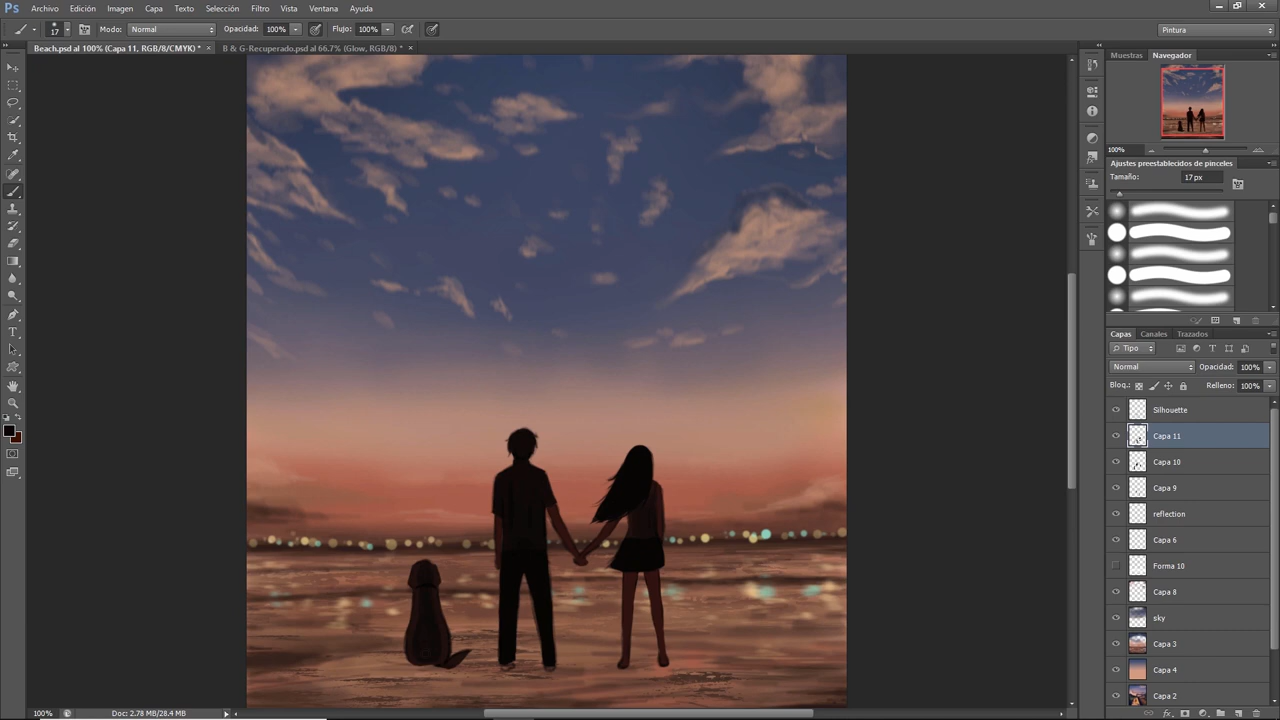 Ps Archivo Edición Imagen Capa Texto Selección Filtro Vista Ventana Ayuda
17 Modo: Normal Opacidad: 100% Flujo: 100% Pintura
Beach.psd al 100% (Capa 11, RGB/8/CMYK) * × B & G-Recuperado.psd al 66.7% (Glow, RGB/8) * ×
Muestras Navegador
100%
Ajustes preestablecidos de pinceles
Tamaño: 17 px
Capas Canales Trazados
Tipo
Normal Opacidad: 100%
Bloq.: Relleno: 100%
Silhouette
Capa 11
Capa 10
Capa 9
reflection
Capa 6
Forma 10
Capa 8
sky
Capa 3
Capa 4
Capa 2
100% Doc: 2.78 MB/28.4 MB